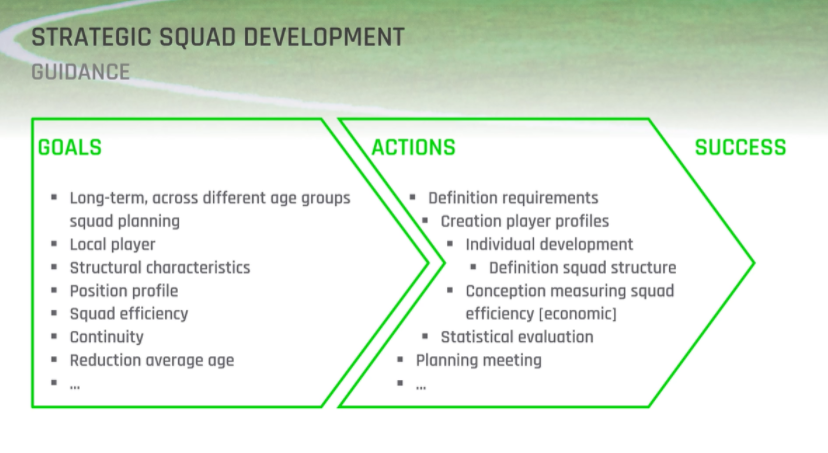 STRATEGIC SQUAD DEVELOPMENT
GUIDANCE
GOALS
▪ Long-term, across different age groups
squad planning
▪ Local player
▪ Structural characteristics
▪ Position profile
▪ Squad efficiency
▪ Continuity
▪ Reduction average age
▪ ...
ACTIONS
▪ Definition requirements
▪ Creation player profiles
▪ Individual development
▪ Definition squad structure
▪ Conception measuring squad
efficiency [economic]
▪ Statistical evaluation
▪ Planning meeting
▪ ...
SUCCESS